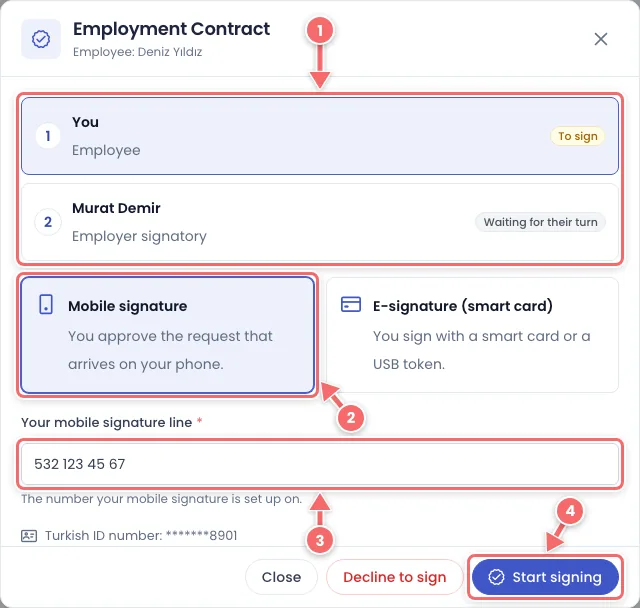 Employment Contract
Employee: Deniz Yıldız
1
1
You
To sign
Employee
2
Murat Demir
Waiting for their turn
Employer signatory
Mobile signature
You approve the request that
arrives on your phone.
E-signature (smart card)
You sign with a smart card or a
USB token.
2
Your mobile signature line *
532 123 45 67
The number your mobile signature is set up on.
3
4
Turkish ID number: *******8901
Close
Decline to sign
Start signing